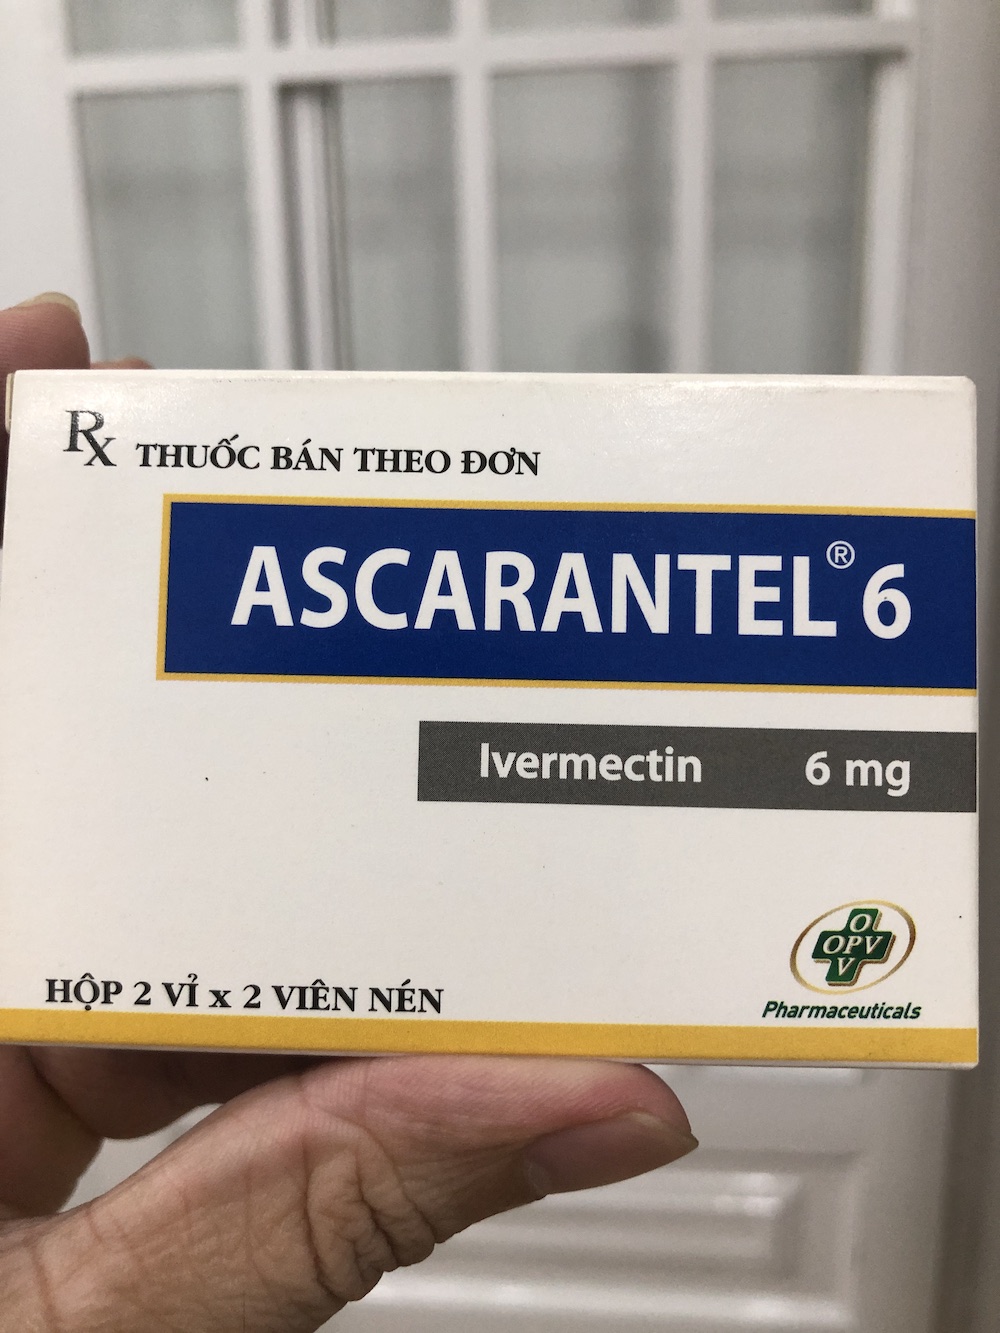 Rx THUỐC BÁN THEO ĐƠN
ASCARANTEL® 6
Ivermectin 6 mg
O
OPV
V
Pharmaceuticals
HỘP 2 VỈ x 2 VIÊN NÉN